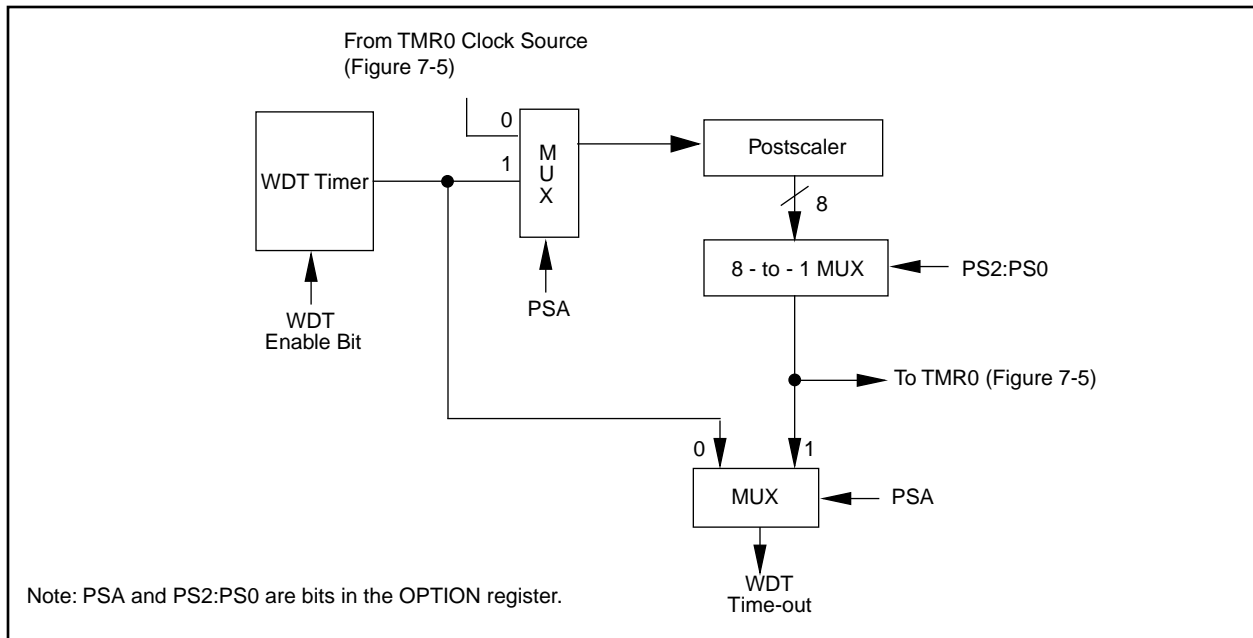 From TMR0 Clock Source
(Figure 7-5)
0
1
MUX
WDT Timer
Postscaler
8
8 - to - 1 MUX
PS2:PS0
PSA
WDT
Enable Bit
To TMR0 (Figure 7-5)
0
1
MUX
PSA
WDT
Time-out
Note: PSA and PS2:PS0 are bits in the OPTION register.